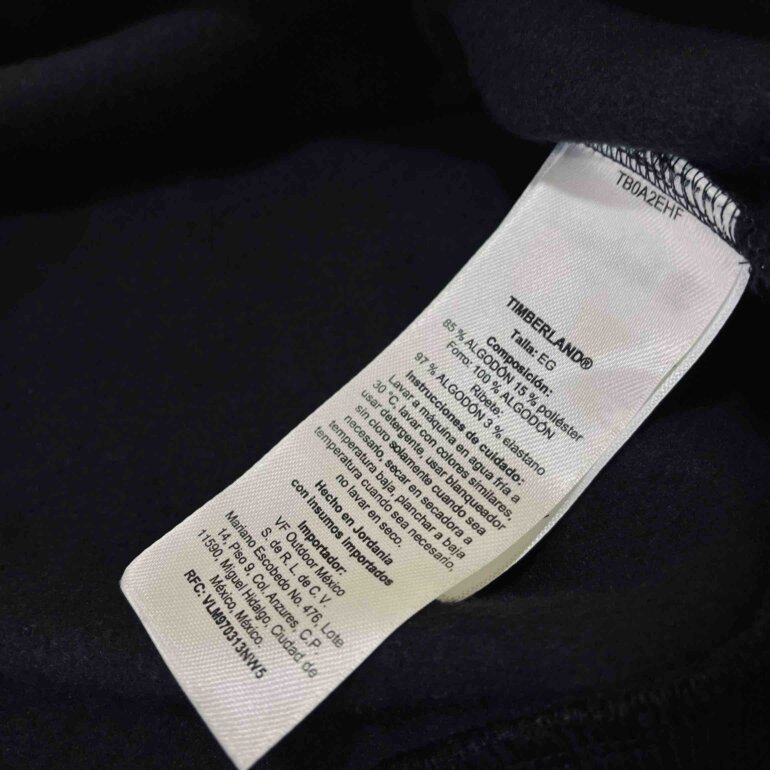 TB0A2EHF
TIMBERLAND®
Talla: EG
Composición:
85 % ALGODÓN 15 % poliéster
Forro: 100 % ALGODÓN
Ribete:
97 % ALGODÓN 3 % elastano
Instrucciones de cuidado:
Lavar a máquina en agua fría a
30 °C, lavar con colores similares,
usar detergente, usar blanqueador
sin cloro solamente cuando sea
necesario, secar en secadora a
temperatura baja, planchar a baja
temperatura cuando sea necesario,
no lavar en seco.
Hecho en Jordania
con Insumos Importados
Importador:
VF Outdoor México
S. de R. L. de C. V.
Mariano Escobedo No. 476, Lote
14, Piso 9, Col. Anzures, C.P.
11590, Miguel Hidalgo, Ciudad de
México, México.
RFC: VLM970313NW5